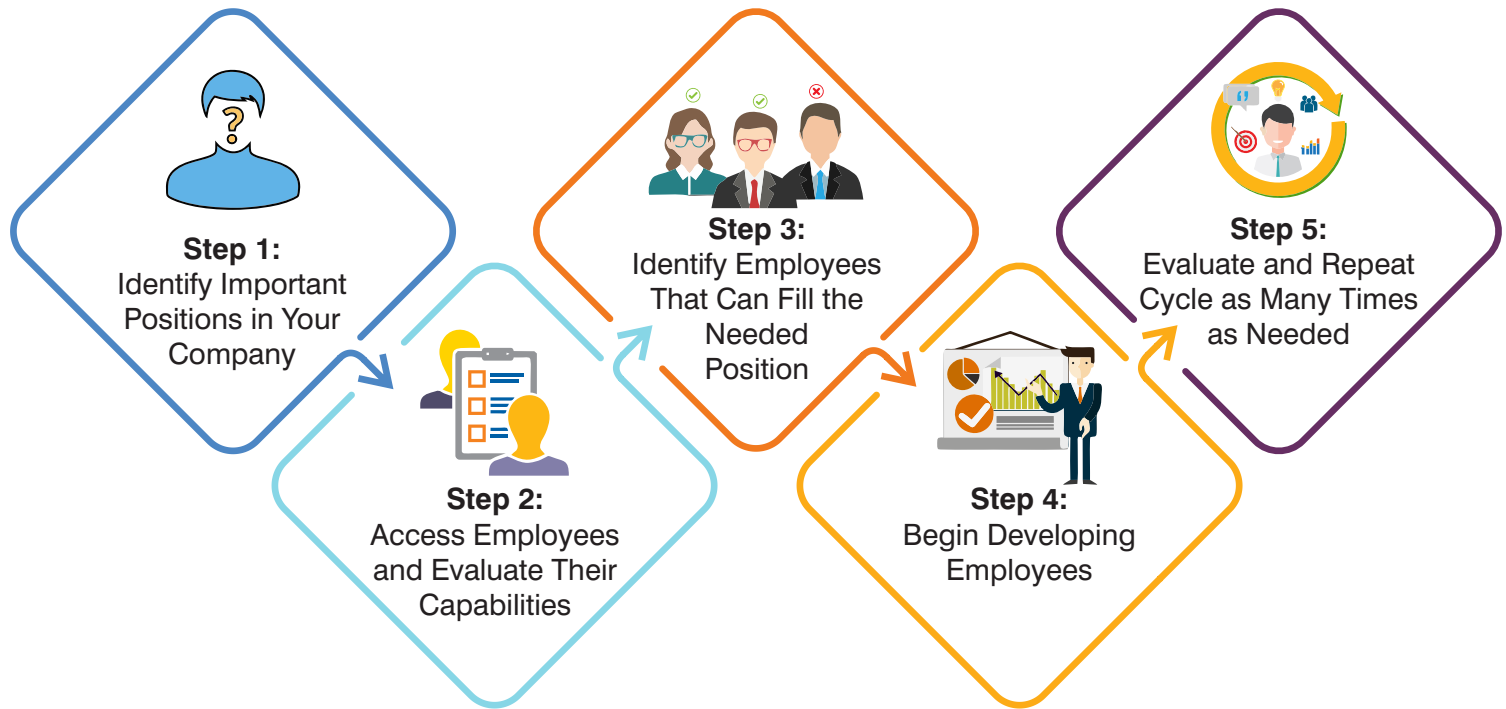 Step 1:
Identify Important
Positions in Your
Company
Step 2:
Access Employees
and Evaluate Their
Capabilities
Step 3:
Identify Employees
That Can Fill the
Needed
Position
Step 4:
Begin Developing
Employees
Step 5:
Evaluate and Repeat
Cycle as Many Times
as Needed